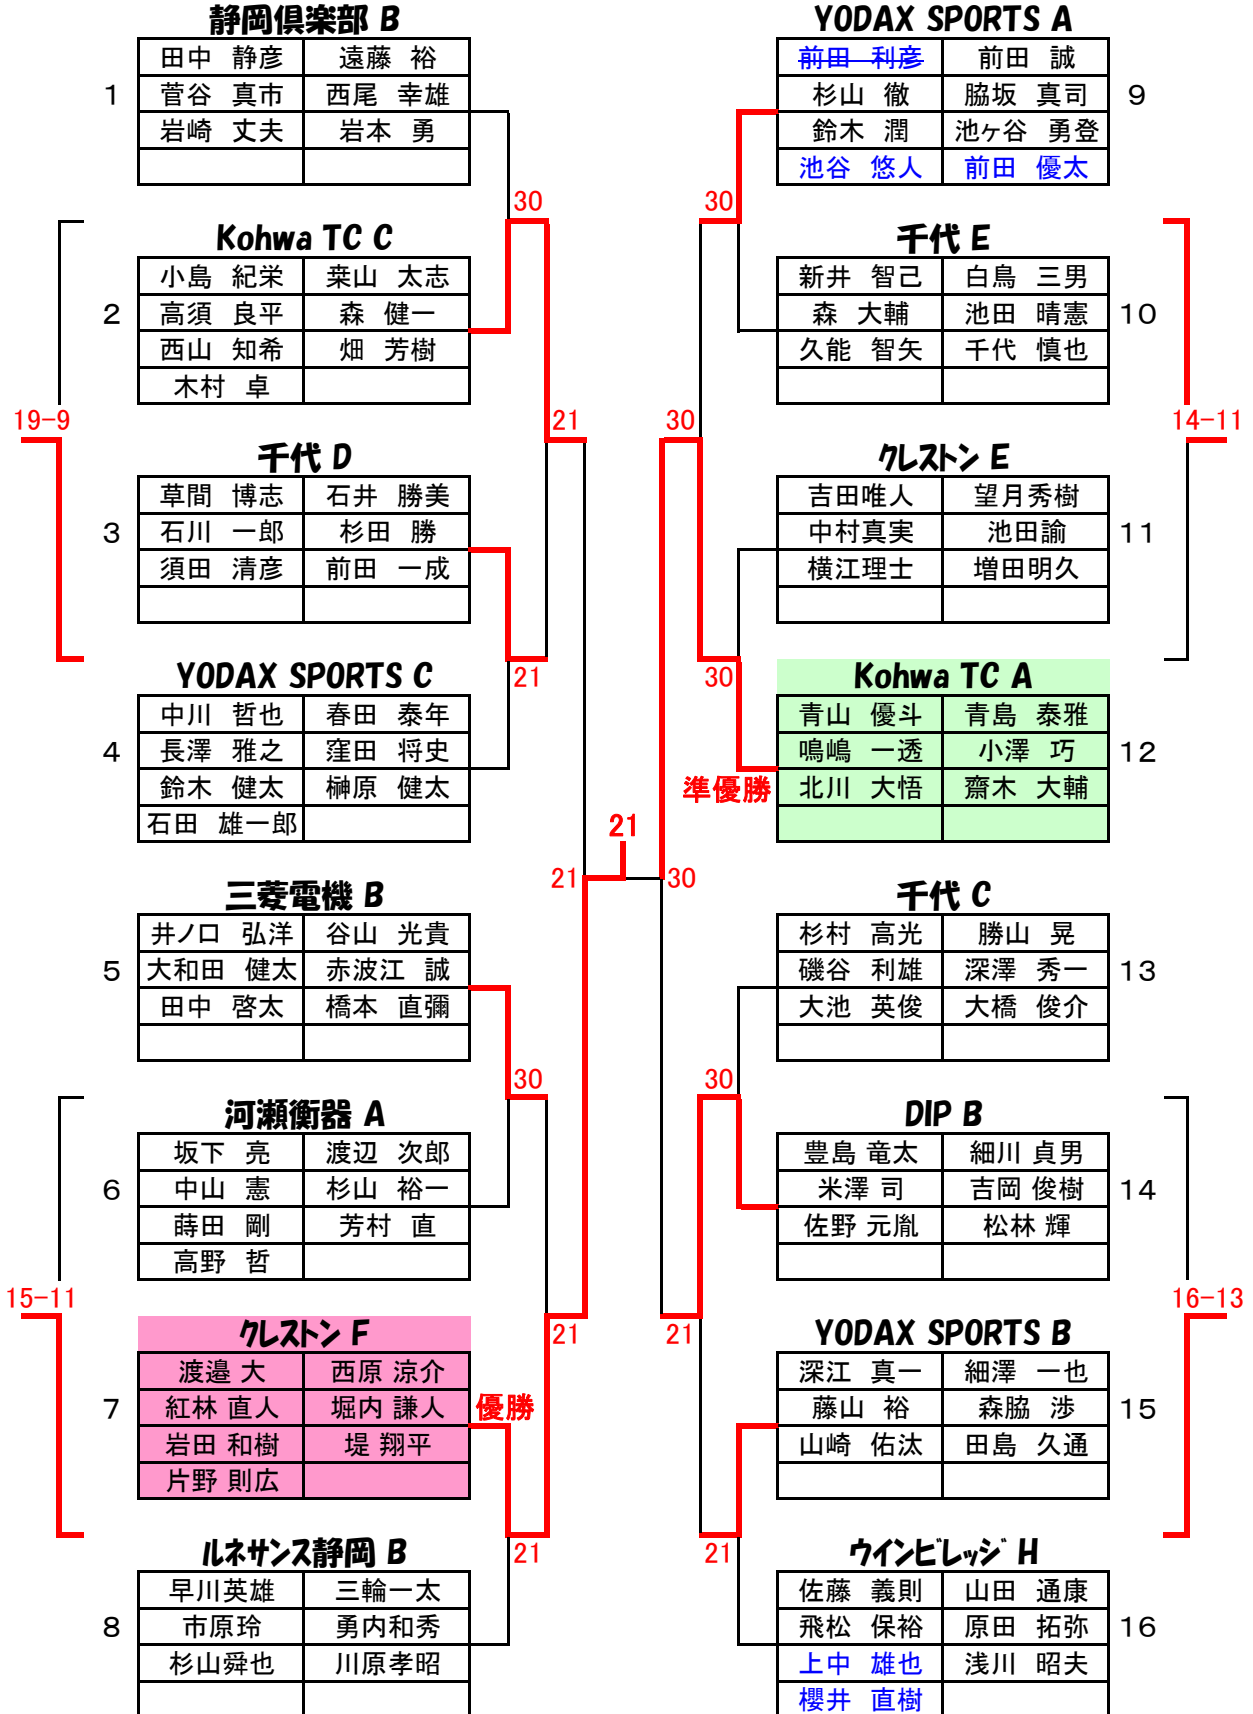 静岡倶楽部 B
田中 静彦 遠藤 裕
1 菅谷 真市 西尾 幸雄
岩崎 丈夫 岩本 勇
30
Kohwa TC C
小島 紀栄 桒山 太志
2 高須 良平 森 健一
西山 知希 畑 芳樹
木村 卓
19-9 21
千代 D
草間 博志 石井 勝美
3 石川 一郎 杉田 勝
須田 清彦 前田 一成
21
YODAX SPORTS C
中川 哲也 春田 泰年
4 長澤 雅之 窪田 将史
鈴木 健太 榊原 健太
石田 雄一郎
21
21 30
三菱電機 B
井ノ口 弘洋 谷山 光貴
5 大和田 健太 赤波江 誠
田中 啓太 橋本 直彌
30
河瀬衡器 A
坂下 亮 渡辺 次郎
6 中山 憲 杉山 裕一
蒔田 剛 芳村 直
高野 哲
15-11 21
クレストン F
渡邉 大 西原 涼介
7 紅林 直人 堀内 謙人 優勝
岩田 和樹 堤 翔平
片野 則広
21
ルネサンス静岡 B
早川英雄 三輪一太
8 市原玲 勇内和秀
杉山舜也 川原孝昭
YODAX SPORTS A
前田 利彦 前田 誠
杉山 徹 脇坂 真司 9
鈴木 潤 池ヶ谷 勇登
池谷 悠人 前田 優太
30
千代 E
新井 智己 白鳥 三男
森 大輔 池田 晴憲 10
久能 智矢 千代 慎也
30 14-11
クレストン E
吉田唯人 望月秀樹
中村真実 池田諭 11
横江理士 増田明久
30
Kohwa TC A
青山 優斗 青島 泰雅
鳴嶋 一透 小澤 巧 12
準優勝 北川 大悟 齋木 大輔
千代 C
杉村 高光 勝山 晃
磯谷 利雄 深澤 秀一 13
大池 英俊 大橋 俊介
30
DIP B
豊島 竜太 細川 貞男
米澤 司 吉岡 俊樹 14
佐野 元胤 松林 輝
21 16-13
YODAX SPORTS B
深江 真一 細澤 一也
藤山 裕 森脇 渉 15
山崎 佑汰 田島 久通
21
ウインビレッジ H
佐藤 義則 山田 通康
飛松 保裕 原田 拓弥 16
上中 雄也 浅川 昭夫
櫻井 直樹